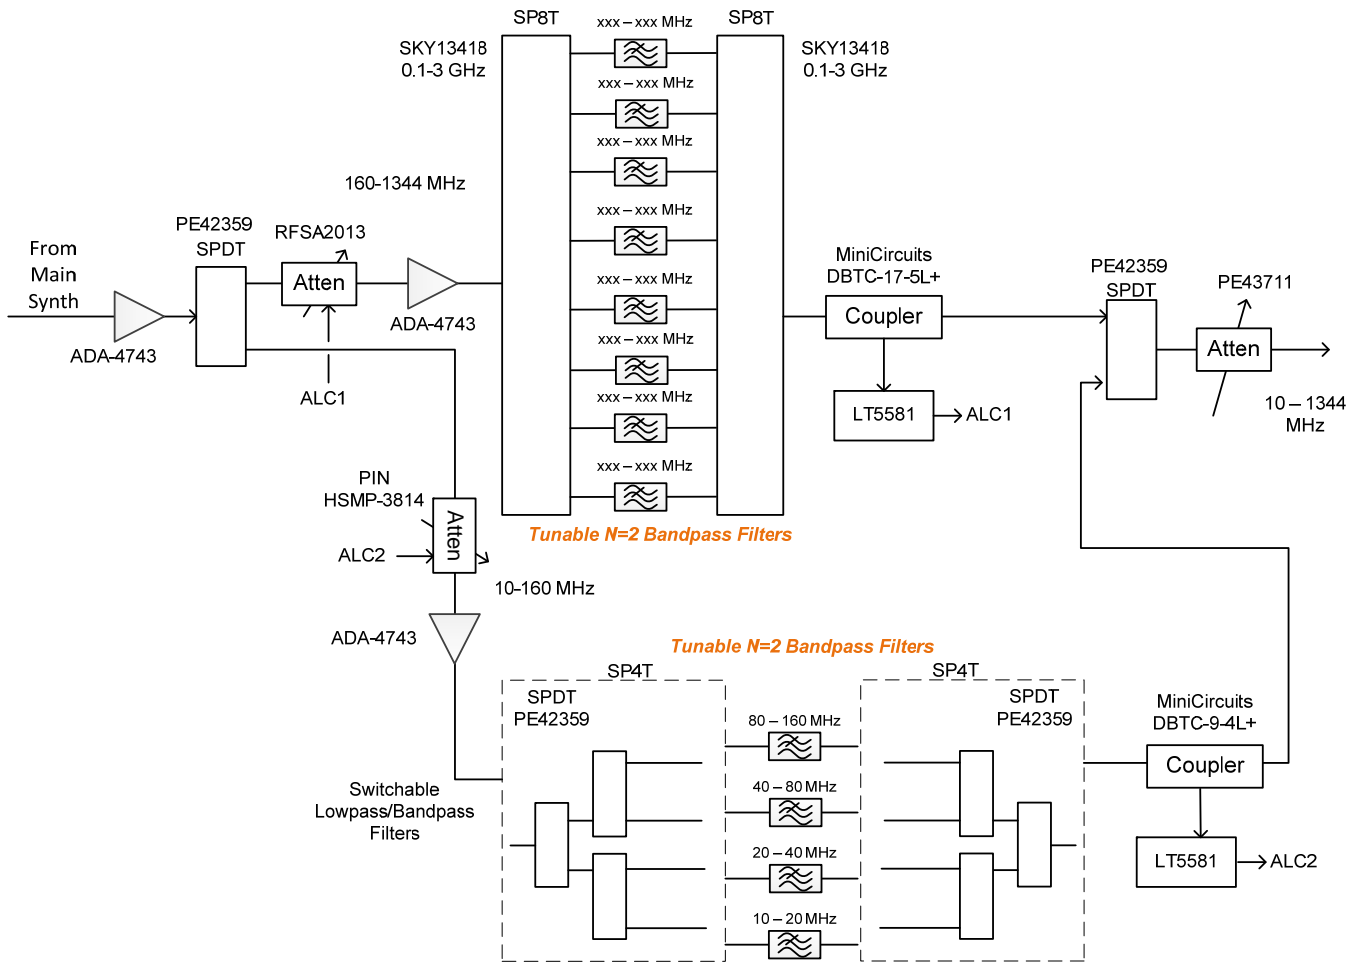 SP8T
SKY13418
0.1-3 GHz
xxx – xxx MHz
xxx – xxx MHz
xxx – xxx MHz
xxx – xxx MHz
xxx – xxx MHz
xxx – xxx MHz
xxx – xxx MHz
xxx – xxx MHz
SP8T
SKY13418
0.1-3 GHz
Tunable N=2 Bandpass Filters
160-1344 MHz
From
Main
Synth
ADA-4743
PE42359
SPDT
RFSA2013
Atten
ALC1
ADA-4743
MiniCircuits
DBTC-17-5L+
Coupler
LT5581
ALC1
PE42359
SPDT
PE43711
Atten
10 – 1344
MHz
PIN
HSMP-3814
Atten
ALC2
10-160 MHz
ADA-4743
Tunable N=2 Bandpass Filters
SP4T
SPDT
PE42359
80 – 160 MHz
40 – 80 MHz
20 – 40 MHz
10 – 20 MHz
SP4T
SPDT
PE42359
Switchable
Lowpass/Bandpass
Filters
MiniCircuits
DBTC-9-4L+
Coupler
LT5581
ALC2